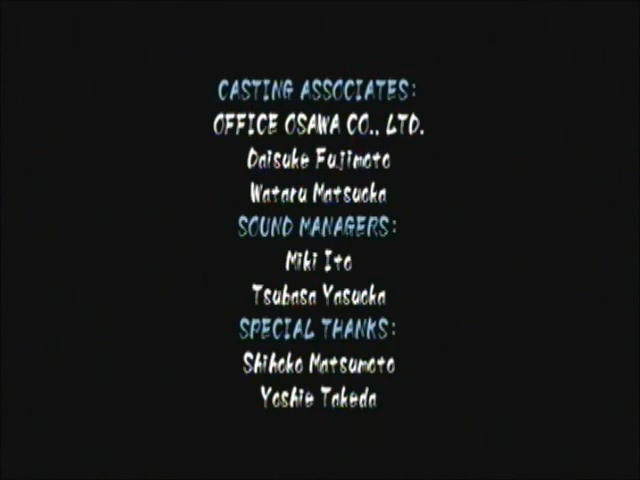 CASTING ASSOCIATES:
OFFICE OSAWA CO., LTD.
Daisuke Fujimoto
Wataru Matsuoka
SOUND MANAGERS:
Miki Ito
Tsubasa Yasuoka
SPECIAL THANKS:
Shihoko Matsumoto
Yoshie Takeda